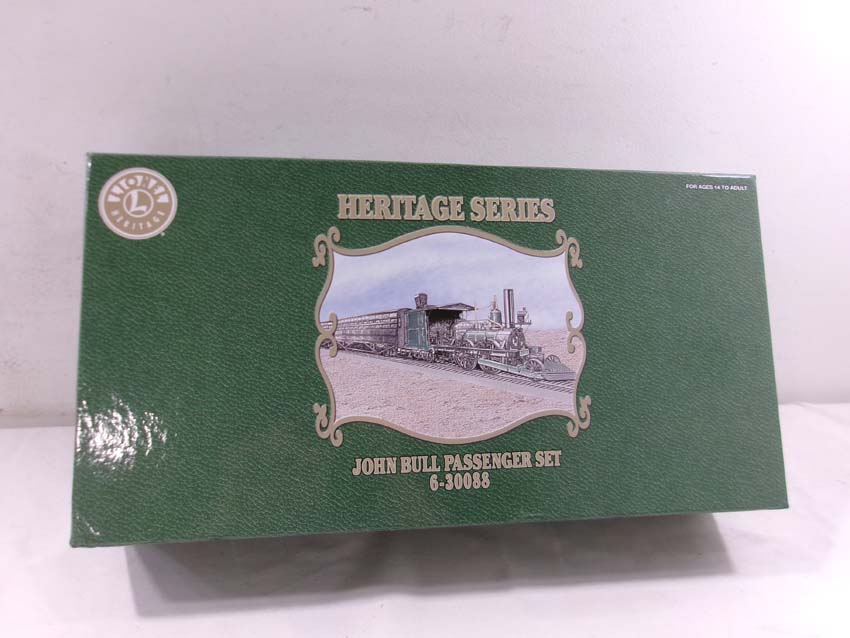 LIONEL
L
HERITAGE
HERITAGE SERIES
FOR AGES 14 TO ADULT
JOHN BULL PASSENGER SET
6-30088